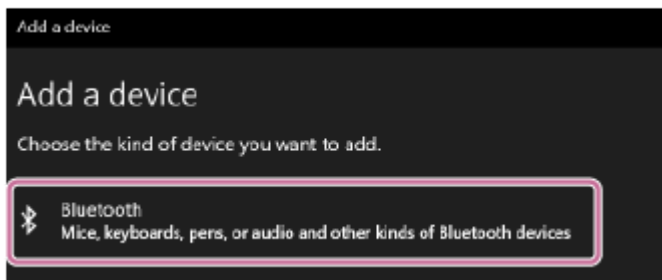 Add a device
Add a device
Choose the kind of device you want to add.
Bluetooth
Mice, keyboards, pens, or audio and other kinds of Bluetooth devices